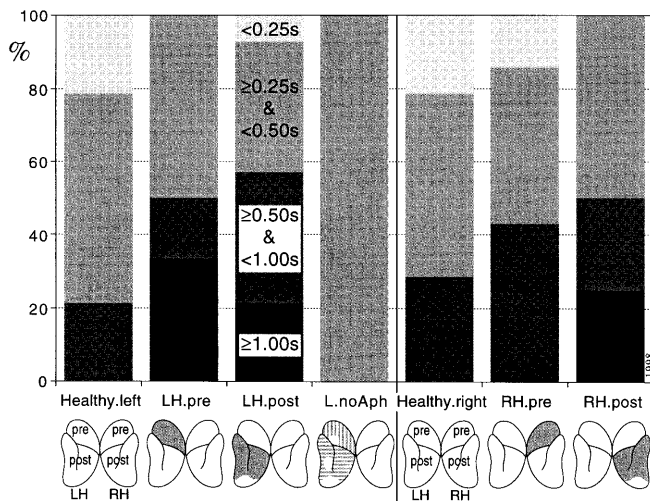 %
100
80
60
40
20
0
<0.25s
≥0.25s
&
<0.50s
≥0.50s
&
<1.00s
≥1.00s
1998
Healthy.left LH.pre LH.post L.noAph Healthy.right RH.pre RH.post
pre pre
post post
LH RH
pre pre
post post
LH RH